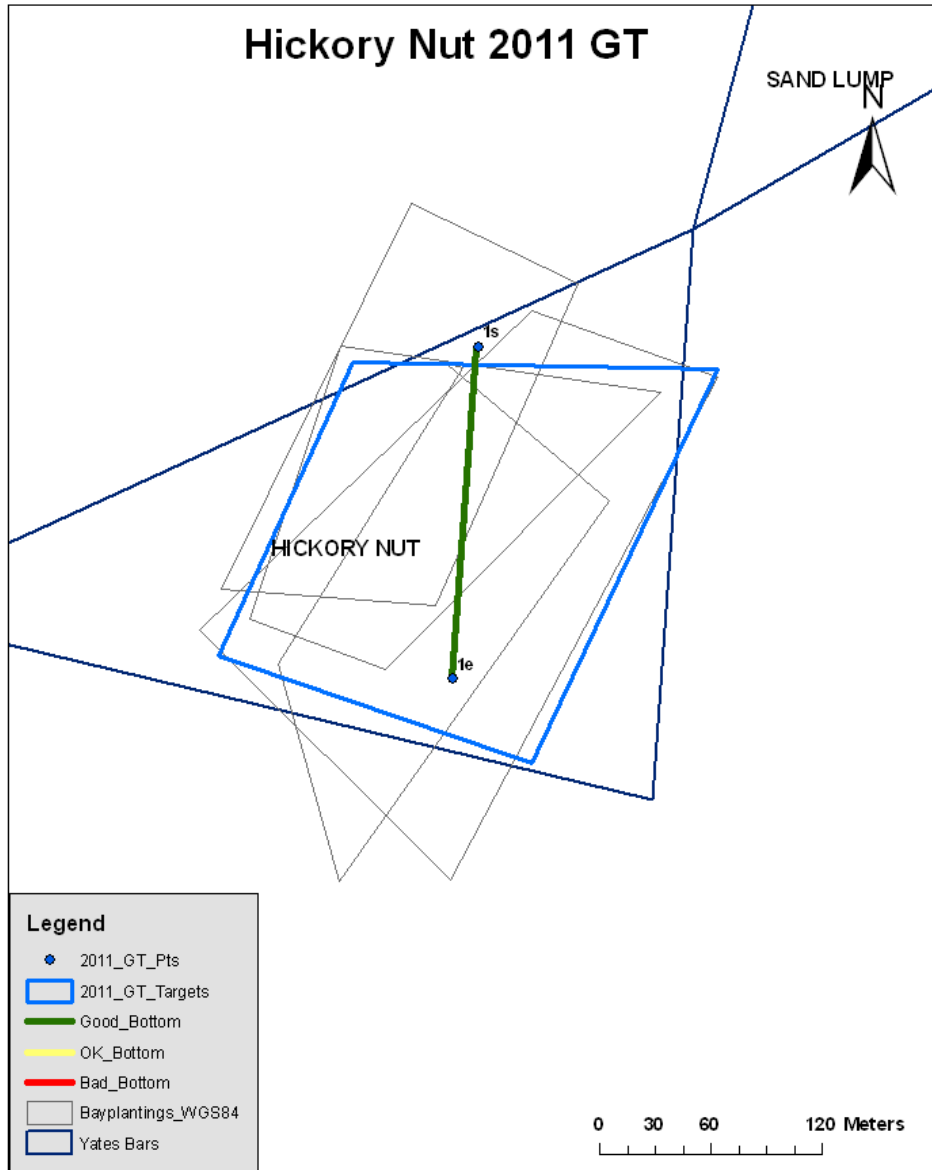 Hickory Nut 2011 GT
SAND LUMP
N
1s
HICKORY NUT
1e
Legend
2011_GT_Pts
2011_GT_Targets
Good_Bottom
OK_Bottom
Bad_Bottom
Bayplantings_WGS84
Yates Bars
0 30 60 120 Meters